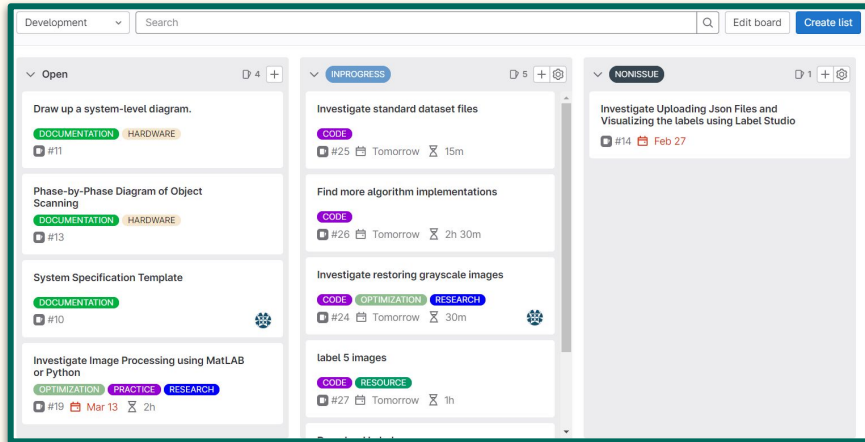 Development
Search
Edit board
Create list
Open
4
Draw up a system-level diagram.
DOCUMENTATION HARDWARE
#11
Phase-by-Phase Diagram of Object
Scanning
DOCUMENTATION HARDWARE
#13
System Specification Template
DOCUMENTATION
#10
Investigate Image Processing using MatLAB
or Python
OPTIMIZATION PRACTICE RESEARCH
#19 Mar 13 2h
INPROGRESS
5
Investigate standard dataset files
CODE
#25 Tomorrow 15m
Find more algorithm implementations
CODE
#26 Tomorrow 2h 30m
Investigate restoring grayscale images
CODE OPTIMIZATION RESEARCH
#24 Tomorrow 30m
label 5 images
CODE RESOURCE
#27 Tomorrow 1h
NONISSUE
1
Investigate Uploading Json Files and
Visualizing the labels using Label Studio
#14 Feb 27